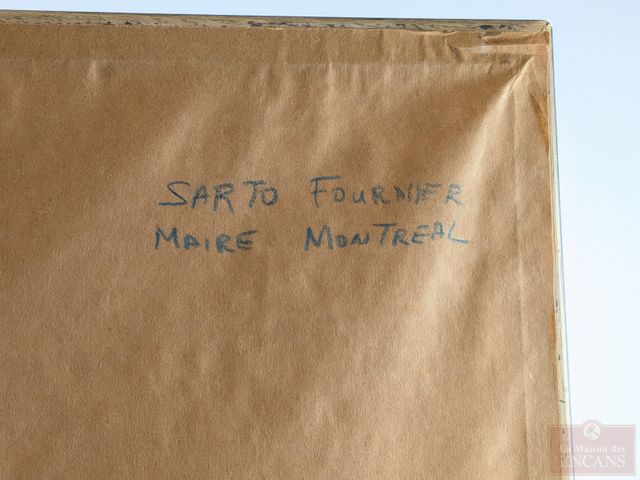 SARTO FOURNIER
MAIRE MONTREAL
La Maison des
ENCANS